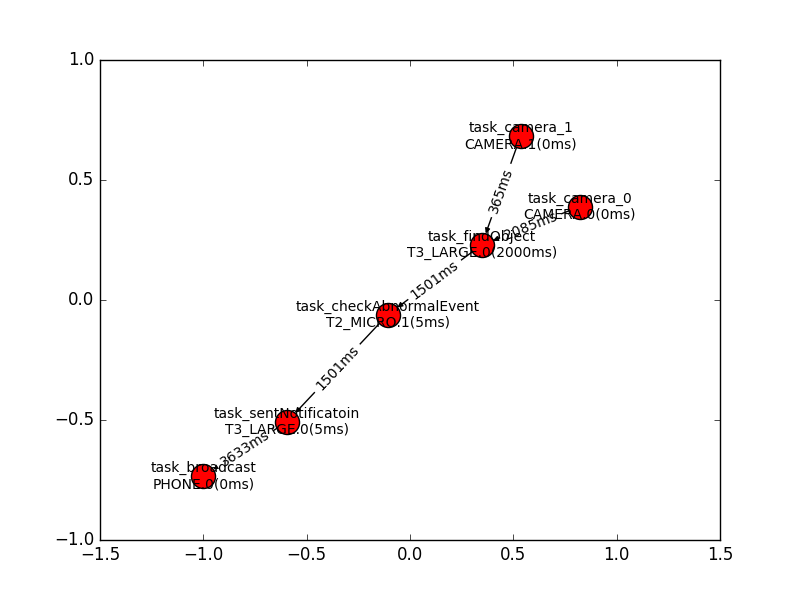 1.0
task_camera_1
CAMERA.1(0ms)
365ms
0.5
task_camera_0
CAMERA.0(0ms)
2085ms
task_findObject
T3_LARGE.0(2000ms)
1501ms
0.0
task_checkAbnormalEvent
T2_MICRO.1(5ms)
1501ms
−0.5
task_sentNotificatoin
T3_LARGE.0(5ms)
3633ms
task_broadcast
PHONE.0(0ms)
−1.0
−1.5 −1.0 −0.5 0.0 0.5 1.0 1.5